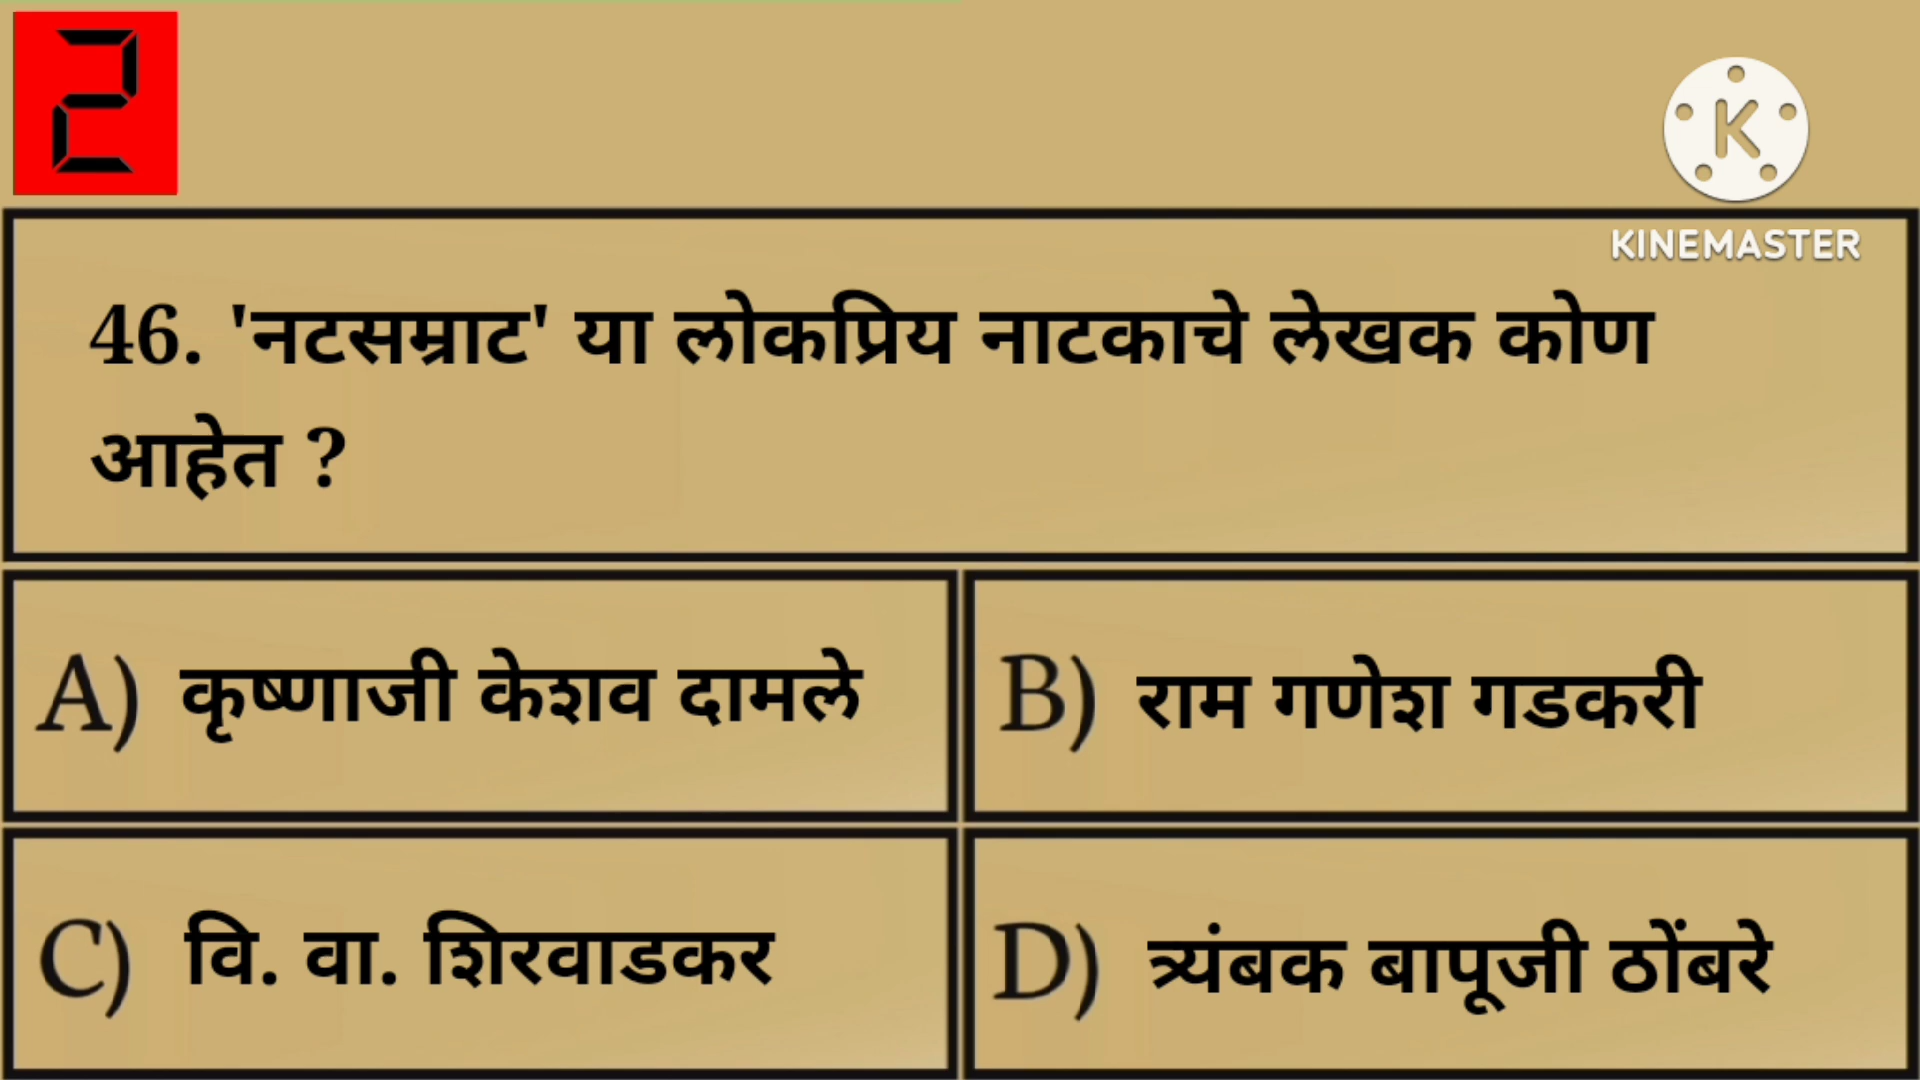 2
K
KINEMASTER
46. 'नटसम्राट' या लोकप्रिय नाटकाचे लेखक कोण
आहेत ?
A) कृष्णाजी केशव दामले
B) राम गणेश गडकरी
C) वि. वा. शिरवाडकर
D) त्र्यंबक बापूजी ठोंबरे